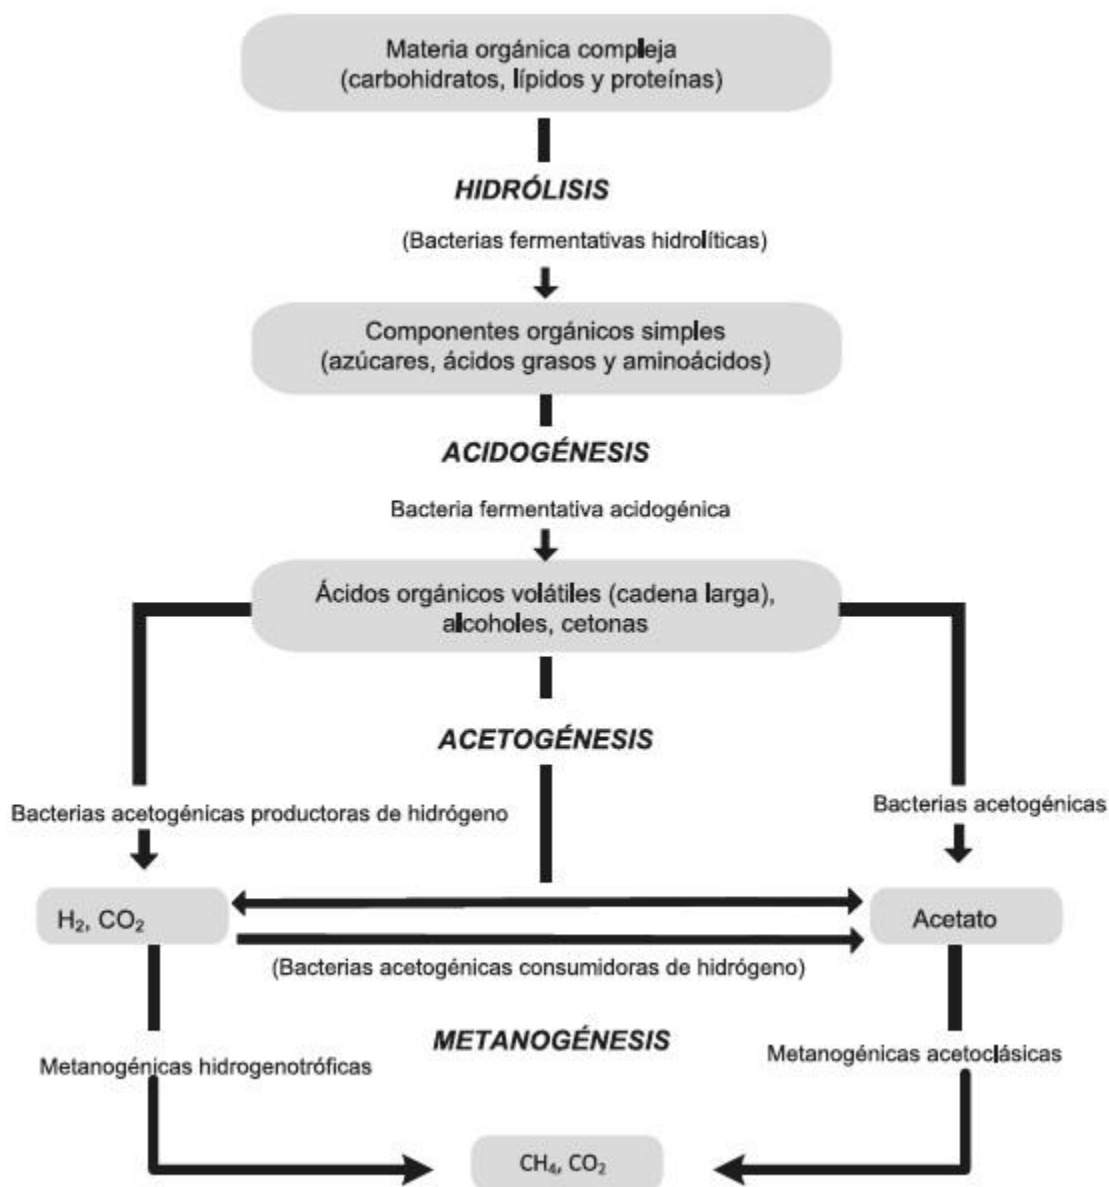 Materia orgánica compleja
(carbohidratos, lípidos y proteínas)
HIDRÓLISIS
(Bacterias fermentativas hidrolíticas)
Componentes orgánicos simples
(azúcares, ácidos grasos y aminoácidos)
ACIDOGÉNESIS
Bacteria fermentativa acidogénica
Ácidos orgánicos volátiles (cadena larga),
alcoholes, cetonas
ACETOGÉNESIS
Bacterias acetogénicas productoras de hidrógeno
Bacterias acetogénicas
H₂, CO₂
Acetato
(Bacterias acetogénicas consumidoras de hidrógeno)
METANOGÉNESIS
Metanogénicas hidrogenotróficas
Metanogénicas acetoclásicas
CH₄, CO₂